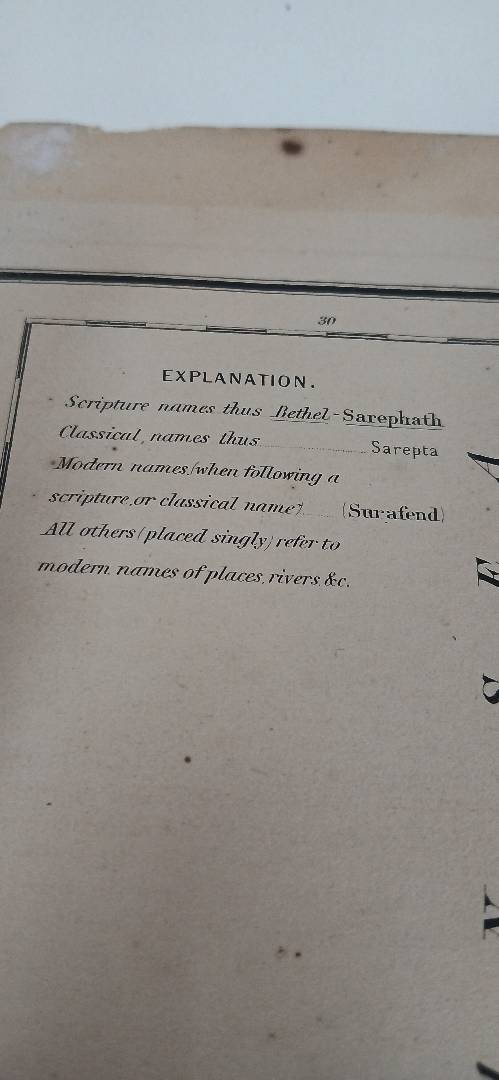 30
EXPLANATION.
Scripture names thus Bethel-Sarephath
Classical names thus Sarepta
Modern names (when following a
scripture or classical name) (Surafend)
All others (placed singly) refer to
modern names of places, rivers &c.
A
E
S
N